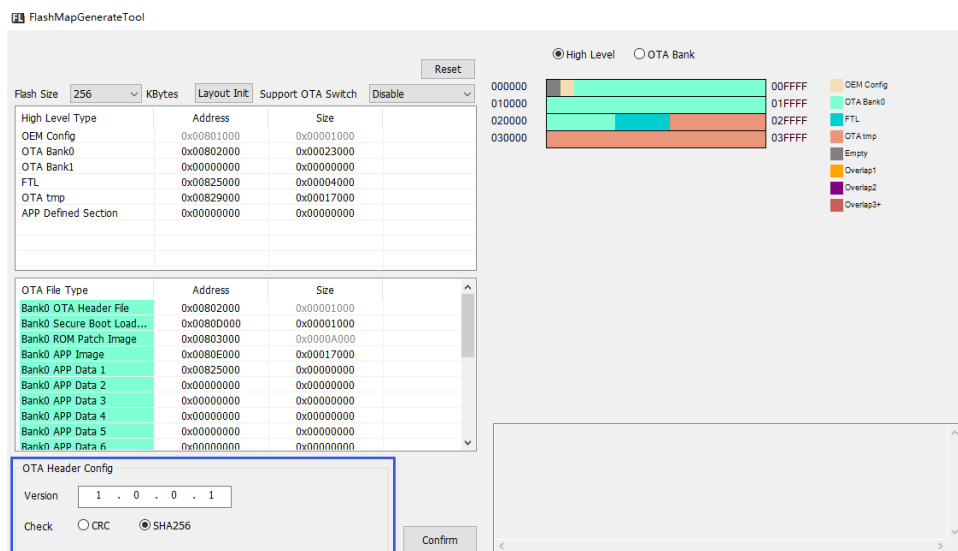 FlashMapGenerateTool
Reset
Flash Size 256 KBytes Layout Init Support OTA Switch Disable
High Level Type Address Size
OEM Config 0x00801000 0x00001000
OTA Bank0 0x00802000 0x00023000
OTA Bank1 0x00000000 0x00000000
FTL 0x00825000 0x00004000
OTA tmp 0x00829000 0x00017000
APP Defined Section 0x00000000 0x00000000
OTA File Type Address Size
Bank0 OTA Header File 0x00802000 0x00001000
Bank0 Secure Boot Load... 0x0080D000 0x00001000
Bank0 ROM Patch Image 0x00803000 0x0000A000
Bank0 APP Image 0x0080E000 0x00017000
Bank0 APP Data 1 0x00825000 0x00000000
Bank0 APP Data 2 0x00000000 0x00000000
Bank0 APP Data 3 0x00000000 0x00000000
Bank0 APP Data 4 0x00000000 0x00000000
Bank0 APP Data 5 0x00000000 0x00000000
Bank0 APP Data 6 0x00000000 0x00000000
OTA Header Config
Version 1 . 0 . 0 . 1
Check CRC SHA256
Confirm
High Level OTA Bank
000000 00FFFF
010000 01FFFF
020000 02FFFF
030000 03FFFF
OEM Config
OTA Bank0
FTL
OTA tmp
Empty
Overlap1
Overlap2
Overlap3+